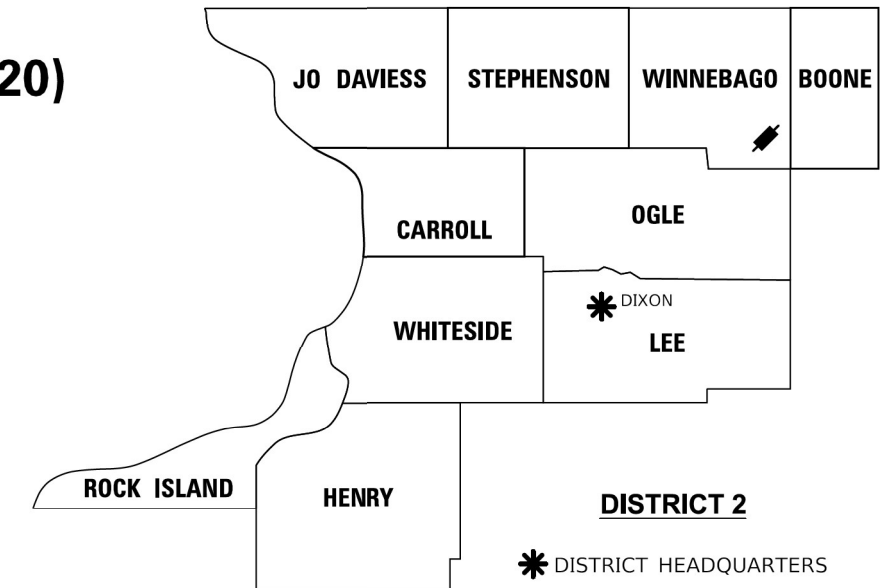 20)
JO DAVIESS
STEPHENSON
WINNEBAGO
BOONE
CARROLL
OGLE
DIXON
WHITESIDE
LEE
ROCK ISLAND
HENRY
DISTRICT 2
DISTRICT HEADQUARTERS